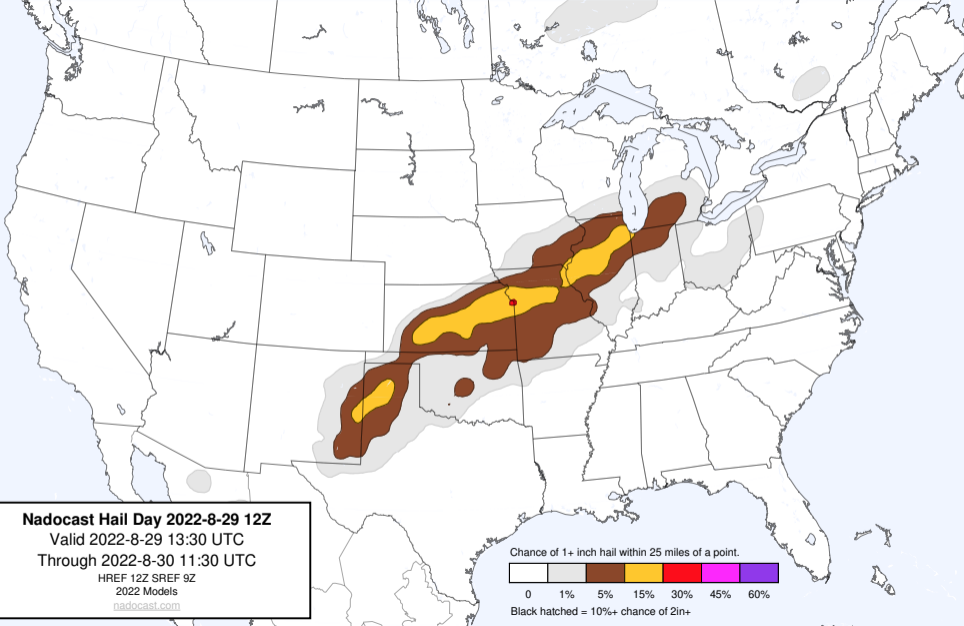 Nadocast Hail Day 2022-8-29 12Z
Valid 2022-8-29 13:30 UTC
Through 2022-8-30 11:30 UTC
HREF 12Z SREF 9Z
2022 Models
nadocast.com
Chance of 1+ inch hail within 25 miles of a point.
0 1% 5% 15% 30% 45% 60%
Black hatched = 10%+ chance of 2in+